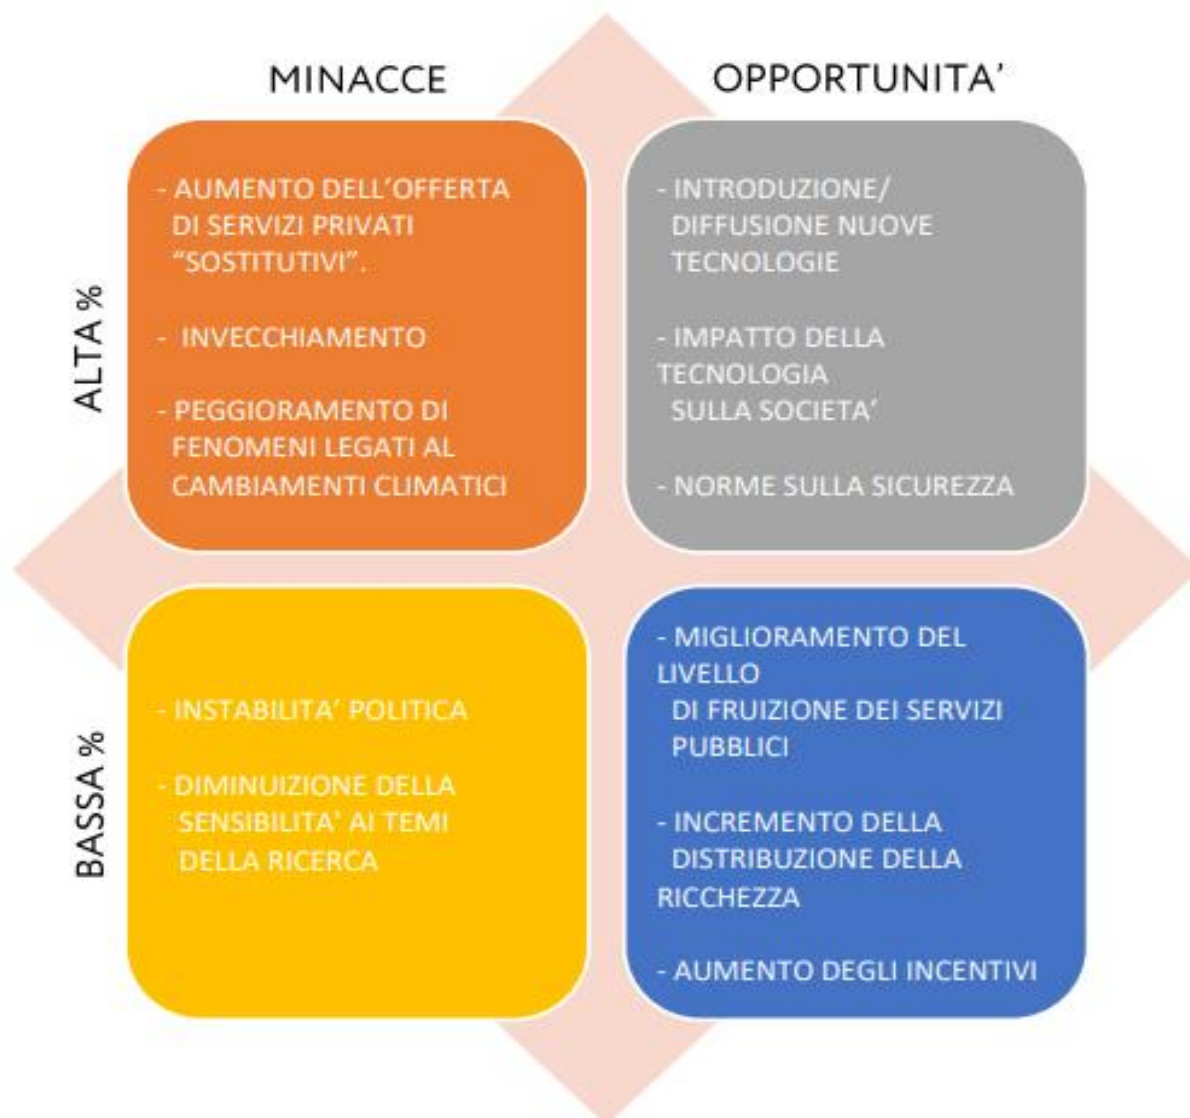 MINACCE
OPPORTUNITA’
ALTA %
- AUMENTO DELL’OFFERTA
DI SERVIZI PRIVATI
“SOSTITUTIVI”.
- INVECCHIAMENTO
- PEGGIORAMENTO DI
FENOMENI LEGATI AL
CAMBIAMENTI CLIMATICI
- INTRODUZIONE/
DIFFUSIONE NUOVE
TECNOLOGIE
- IMPATTO DELLA
TECNOLOGIA
SULLA SOCIETA’
- NORME SULLA SICUREZZA
BASSA %
- INSTABILITA’ POLITICA
- DIMINUIZIONE DELLA
SENSIBILITA’ AI TEMI
DELLA RICERCA
- MIGLIORAMENTO DEL
LIVELLO
DI FRUIZIONE DEI SERVIZI
PUBBLICI
- INCREMENTO DELLA
DISTRIBUZIONE DELLA
RICCHEZZA
- AUMENTO DEGLI INCENTIVI